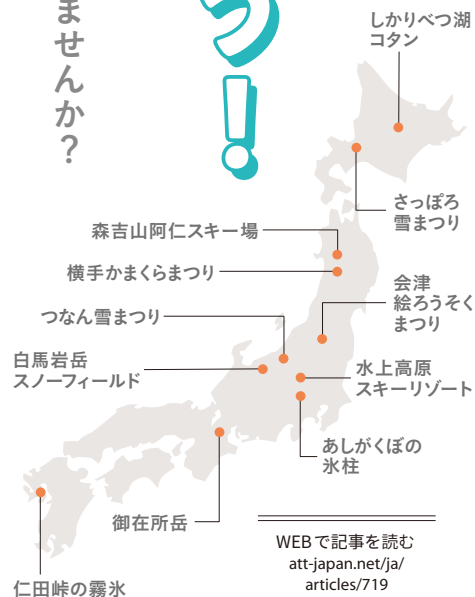 う!
ませんか?
しかりべつ湖
コタン
さっぽろ
雪まつり
森吉山阿仁スキー場
横手かまくらまつり
会津
絵ろうそく
まつり
つなん雪まつり
白馬岩岳
スノーフィールド
水上高原
スキーリゾート
あしがくぼの
氷柱
御在所岳
仁田峠の霧氷
WEBで記事を読む
att-japan.net/ja/
articles/719